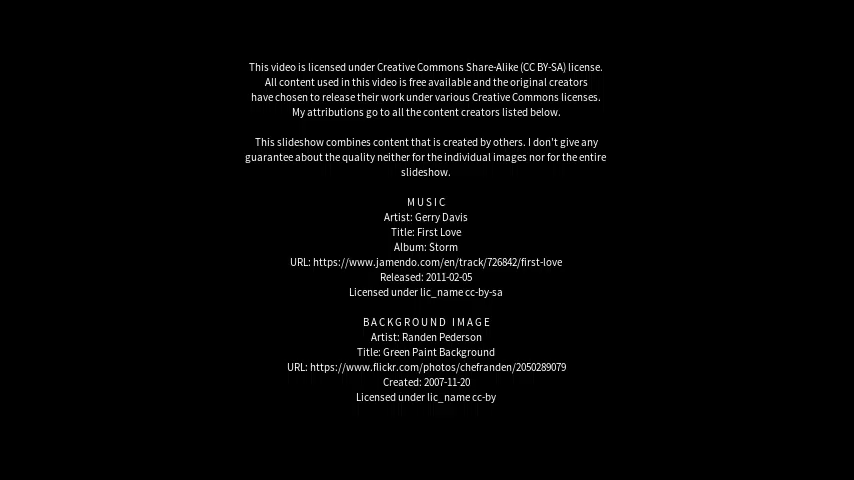 This video is licensed under Creative Commons Share-Alike (CC BY-SA) license.
All content used in this video is free available and the original creators
have chosen to release their work under various Creative Commons licenses.
My attributions go to all the content creators listed below.
This slideshow combines content that is created by others. I don't give any
guarantee about the quality neither for the individual images nor for the entire
slideshow.
MUSIC
Artist: Gerry Davis
Title: First Love
Album: Storm
URL: https://www.jamendo.com/en/track/726842/first-love
Released: 2011-02-05
Licensed under lic_name cc-by-sa
BACKGROUND IMAGE
Artist: Randen Pederson
Title: Green Paint Background
URL: https://www.flickr.com/photos/chefranden/2050289079
Created: 2007-11-20
Licensed under lic_name cc-by